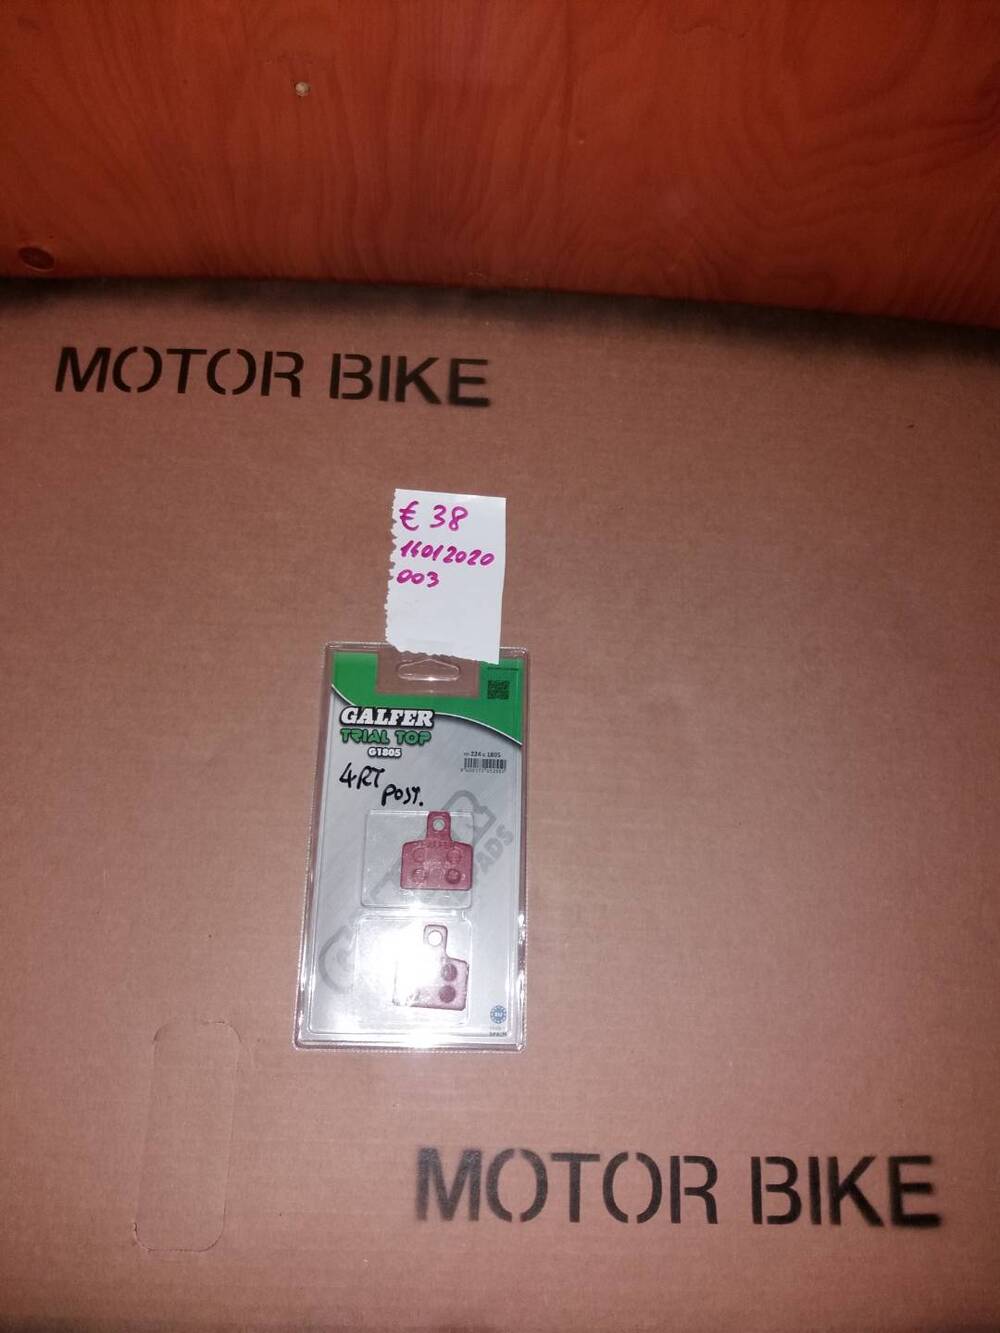 MOTOR BIKE
€ 38
16012020
003
GALFER
TRIAL TOP
G1805
4RT
POST.
MOTOR BIKE